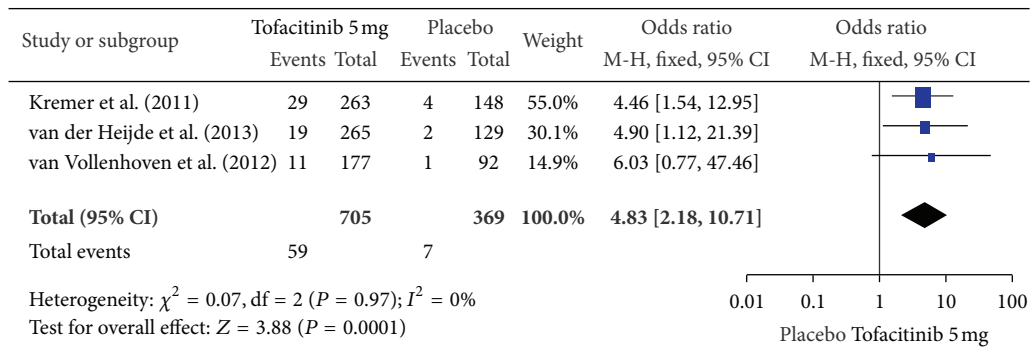 Study or subgroup Tofacitinib 5 mg Placebo Weight Odds ratio Odds ratio
Events Total Events Total M-H, fixed, 95% CI M-H, fixed, 95% CI
Kremer et al. (2011) 29 263 4 148 55.0% 4.46 [1.54, 12.95]
van der Heijde et al. (2013) 19 265 2 129 30.1% 4.90 [1.12, 21.39]
van Vollenhoven et al. (2012) 11 177 1 92 14.9% 6.03 [0.77, 47.46]
Total (95% CI) 705 369 100.0% 4.83 [2.18, 10.71]
Total events 59 7
Heterogeneity: χ² = 0.07, df = 2 (P = 0.97); I² = 0%
Test for overall effect: Z = 3.88 (P = 0.0001)
0.01 0.1 1 10 100
Placebo Tofacitinib 5 mg